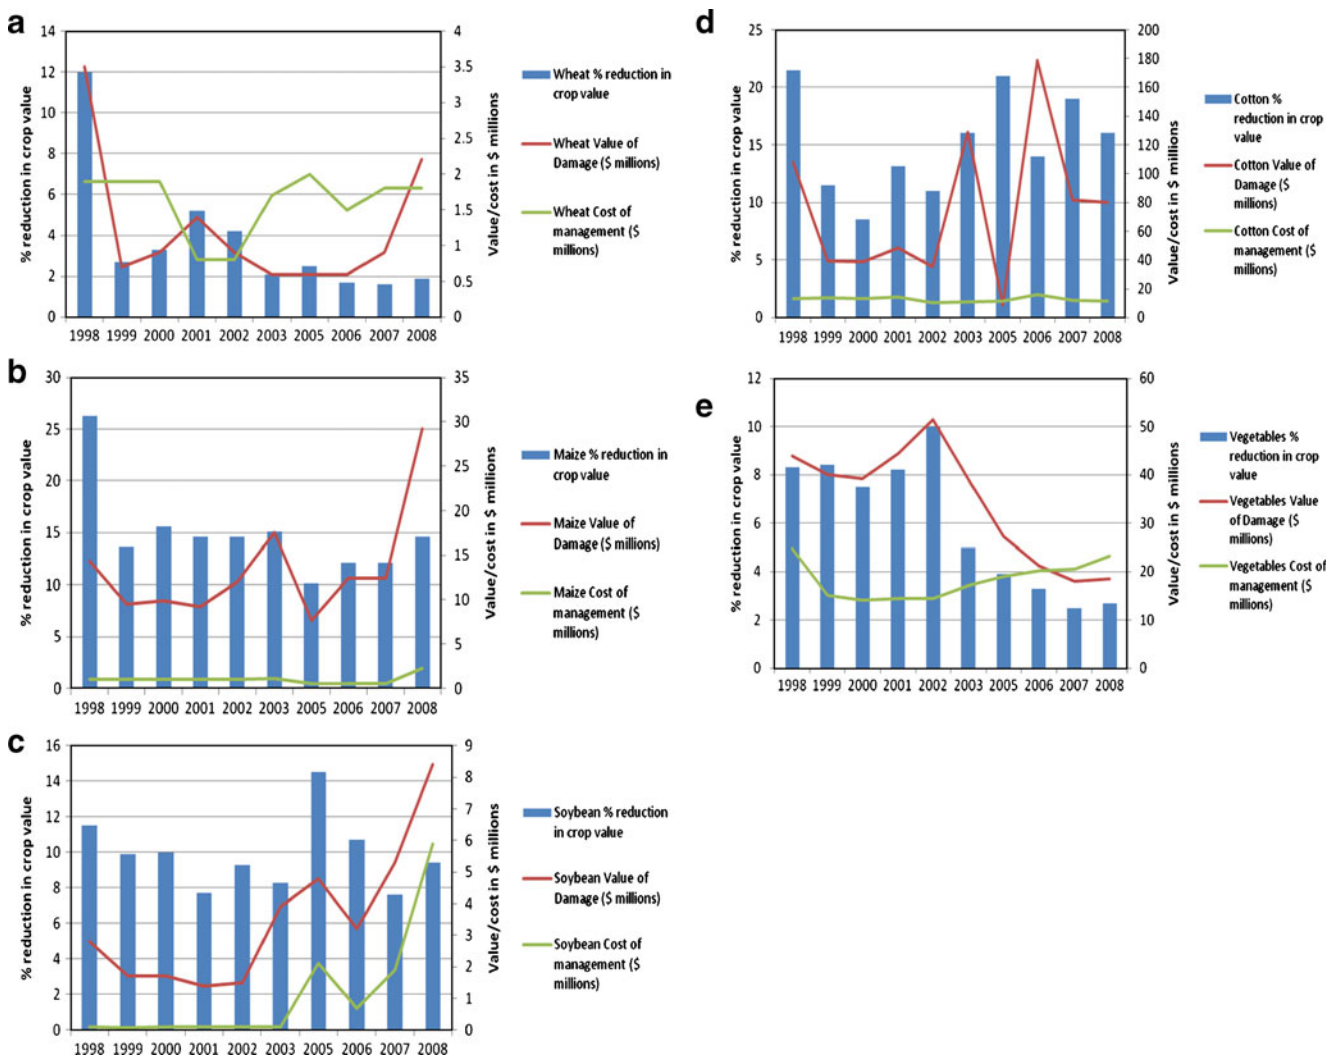 a
14
12
10
8
6
4
2
0
% reduction in crop value
4
3.5
3
2.5
2
1.5
1
0.5
0
Value/cost in $ millions
1998 1999 2000 2001 2002 2003 2005 2006 2007 2008
Wheat % reduction in
crop value
Wheat Value of
Damage ($ millions)
Wheat Cost of
management ($
millions)
b
30
25
20
15
10
5
0
% reduction in crop value
35
30
25
20
15
10
5
0
Value/cost in $ millions
1998 1999 2000 2001 2002 2003 2005 2006 2007 2008
Maize % reduction in
crop value
Maize Value of
Damage ($ millions)
Maize Cost of
management ($
millions)
c
16
14
12
10
8
6
4
2
0
% reduction in crop value
9
8
7
6
5
4
3
2
1
0
Value/cost in $ millions
1998 1999 2000 2001 2002 2003 2005 2006 2007 2008
Soybean % reduction
in crop value
Soybean Value of
Damage ($ millions)
Soybean Cost of
management ($
millions)
d
25
20
15
10
5
0
% reduction in crop value
200
180
160
140
120
100
80
60
40
20
0
Value/cost in $ millions
1998 1999 2000 2001 2002 2003 2005 2006 2007 2008
Cotton %
reduction in crop
value
Cotton Value of
Damage ($
millions)
Cotton Cost of
management ($
millions)
e
12
10
8
6
4
2
0
% reduction in crop value
60
50
40
30
20
10
0
Value/cost in $ millions
1998 1999 2000 2001 2002 2003 2005 2006 2007 2008
Vegetables %
reduction in crop
value
Vegetables Value
of Damage ($
millions)
Vegetables Cost of
management ($
millions)